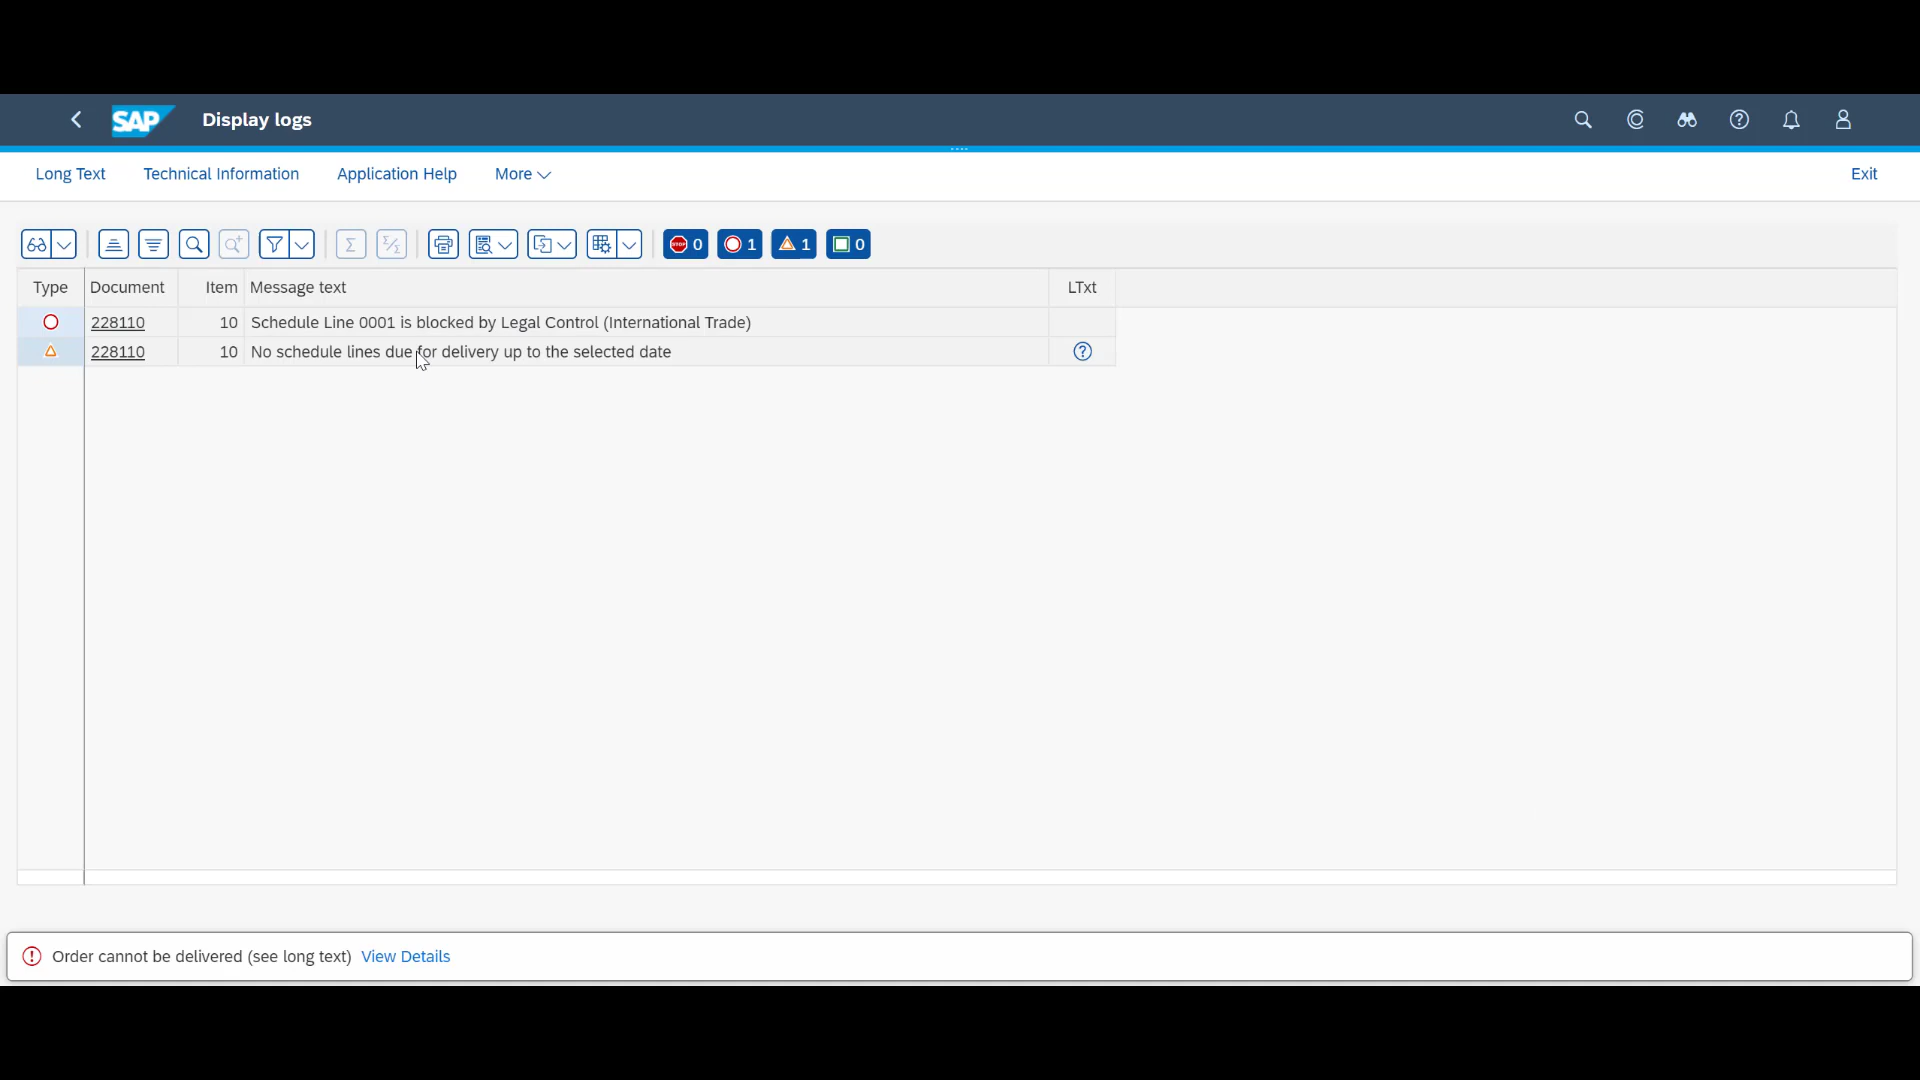 SAP Display logs
Long Text Technical Information Application Help More Exit
STOP 0 1 1 0
Type Document Item Message text LTxt
228110 10 Schedule Line 0001 is blocked by Legal Control (International Trade)
228110 10 No schedule lines due for delivery up to the selected date
Order cannot be delivered (see long text) View Details